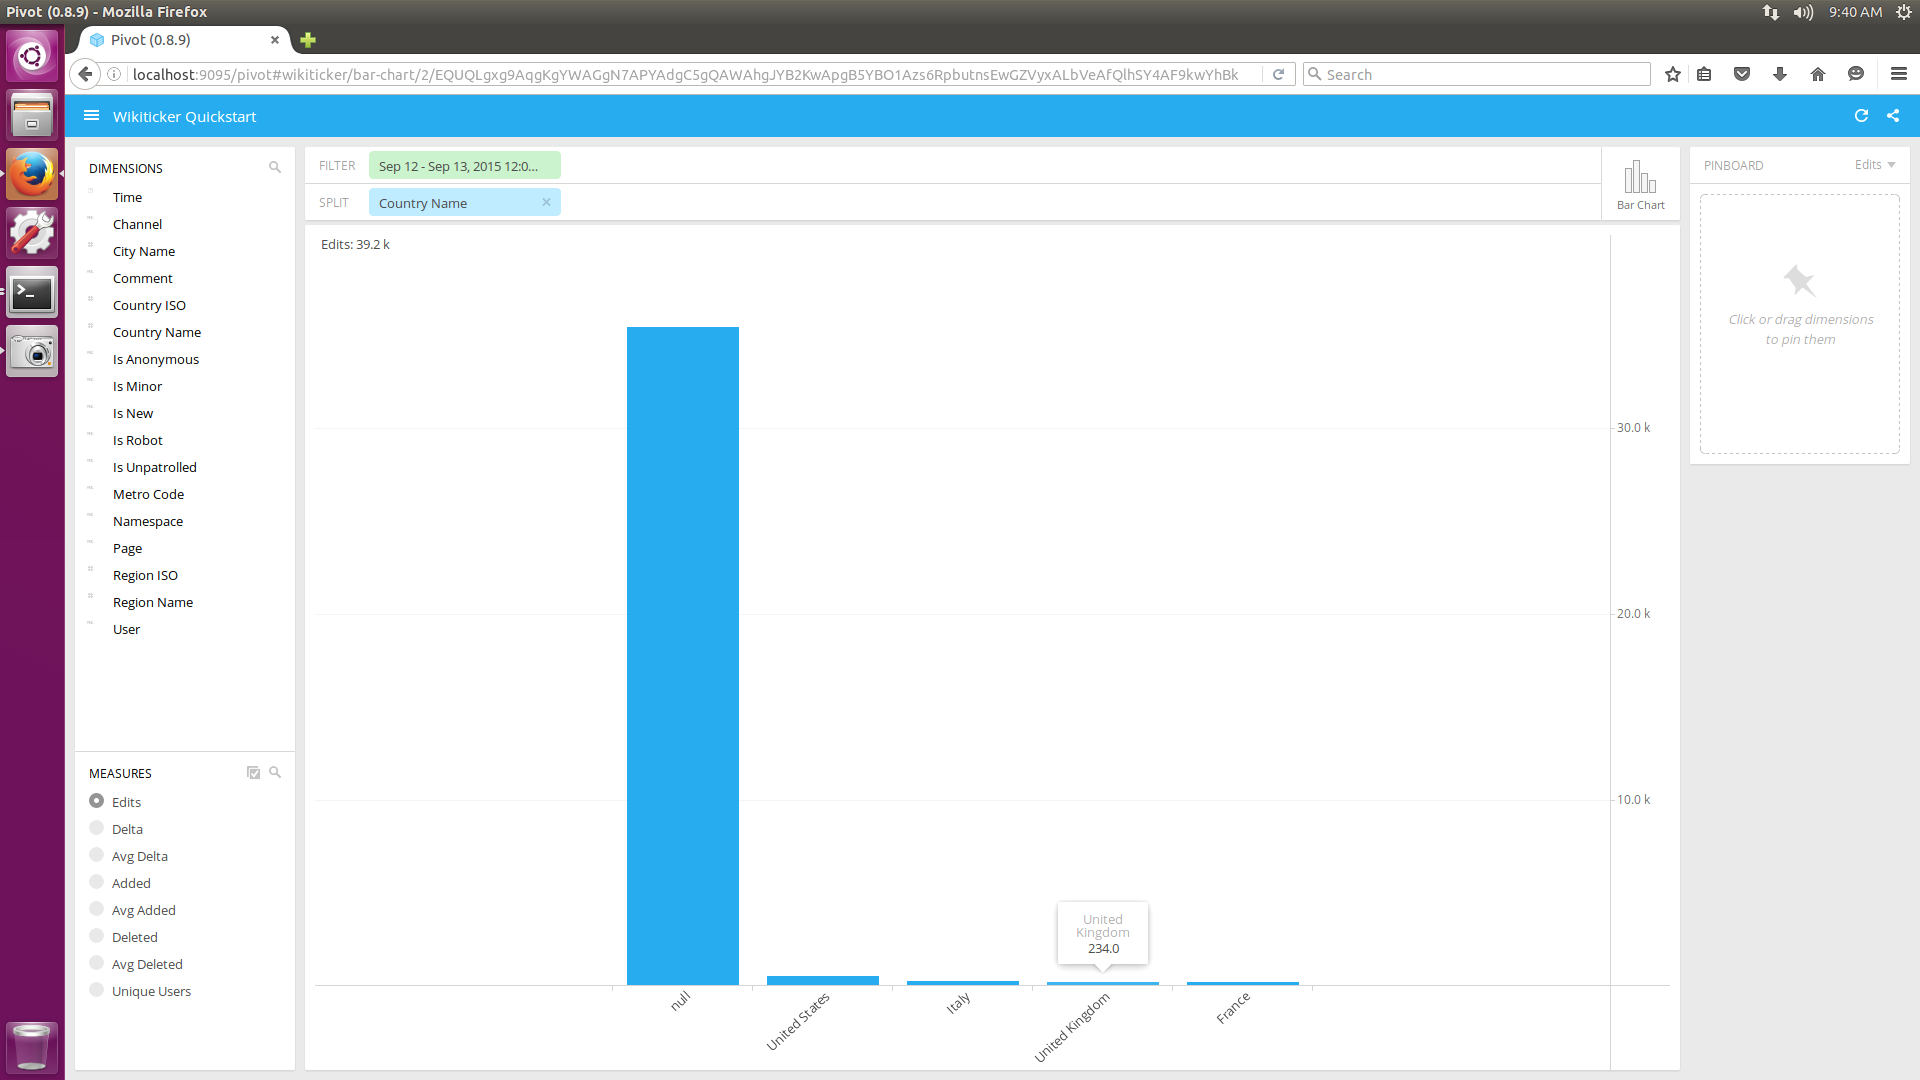 Pivot (0.8.9) - Mozilla Firefox
9:40 AM
Pivot (0.8.9)
localhost:9095/pivot#wikiticker/bar-chart/2/EQUQLgxg9AqgKgYWAGgN7APYAdgC5gQAWAhgJYB2KwApgB5YBO1Azs6RpbutnsEwGZVyxALbVeAfQlhSY4AF9kwYhBk
Search
Wikiticker Quickstart
DIMENSIONS
Time
Channel
City Name
Comment
Country ISO
Country Name
Is Anonymous
Is Minor
Is New
Is Robot
Is Unpatrolled
Metro Code
Namespace
Page
Region ISO
Region Name
User
MEASURES
Edits
Delta
Avg Delta
Added
Avg Added
Deleted
Avg Deleted
Unique Users
FILTER
Sep 12 - Sep 13, 2015 12:0...
SPLIT
Country Name
Bar Chart
Edits: 39.2 k
30.0 k
20.0 k
10.0 k
United
Kingdom
234.0
null
United States
Italy
United Kingdom
France
PINBOARD
Edits
Click or drag dimensions
to pin them